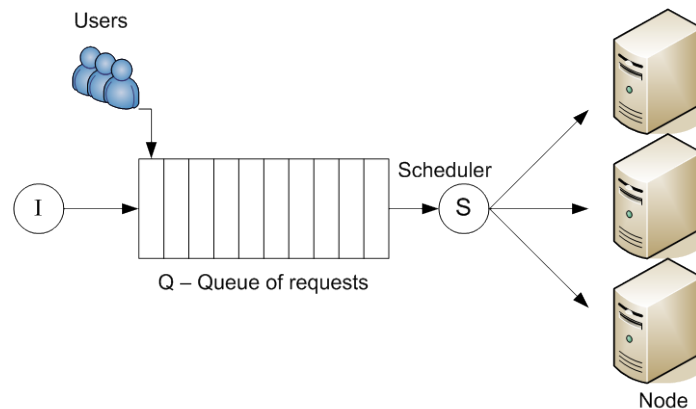 Users
Scheduler
I
S
Q – Queue of requests
Node